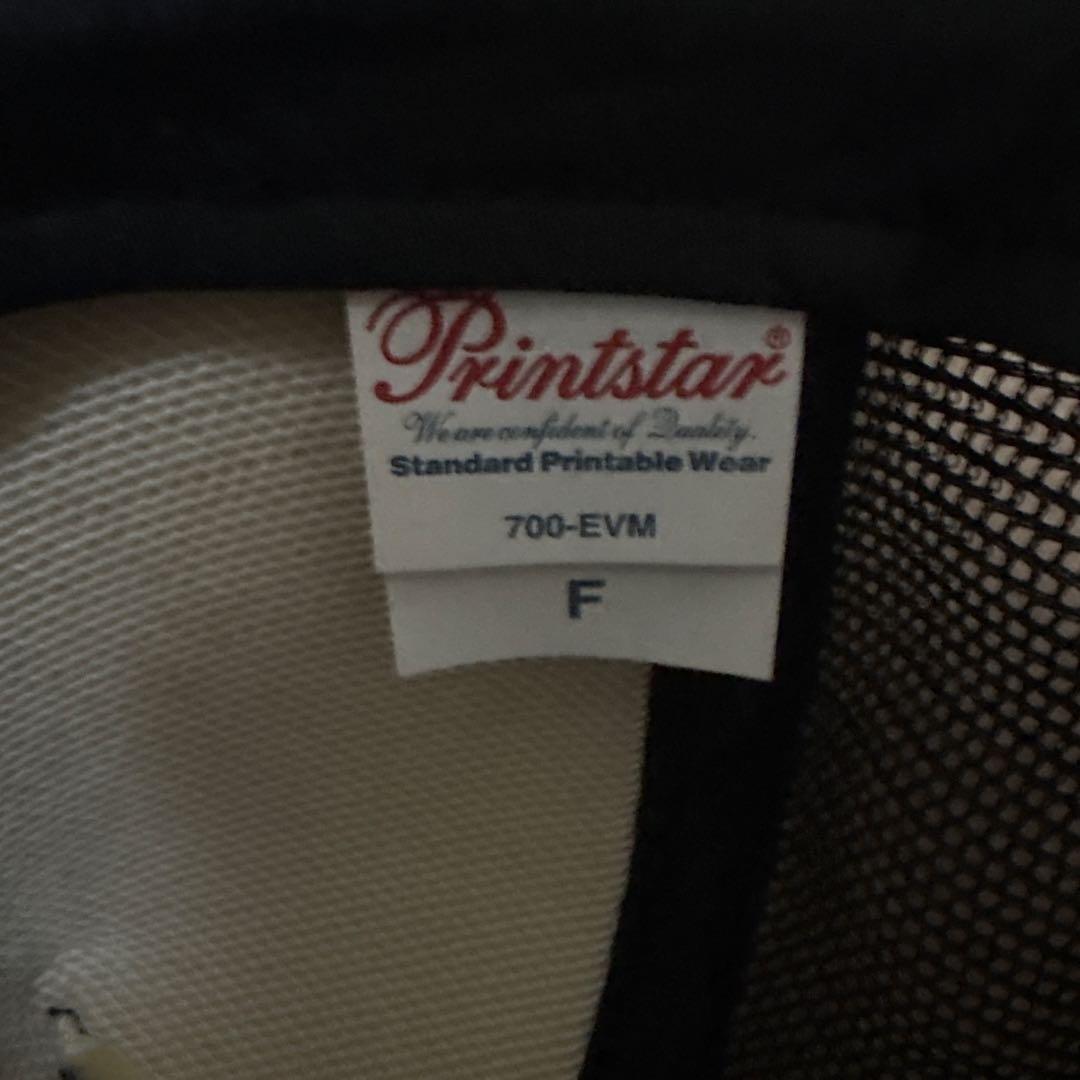 Printstar®
We are confident of Quality.
Standard Printable Wear
700-EVM
F